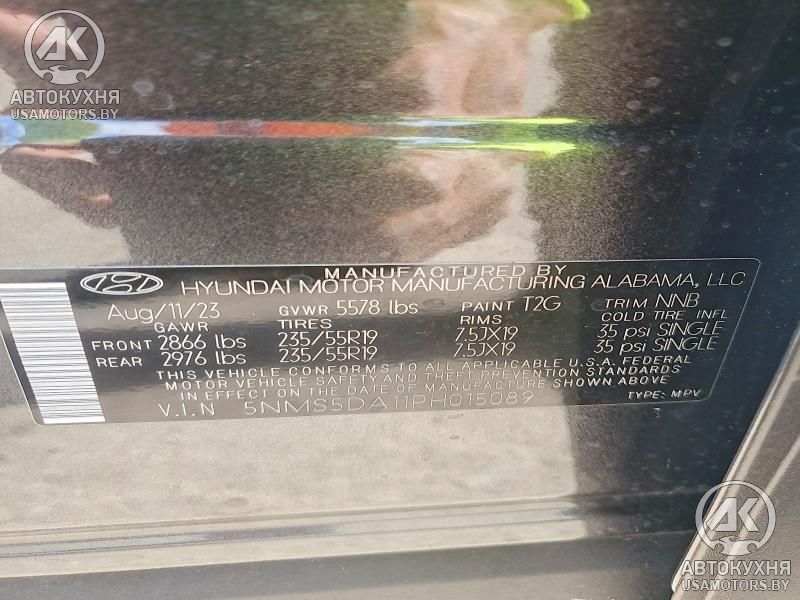 AK
АВТОКУХНЯ
USAMOTORS.BY
MANUFACTURED BY
HYUNDAI MOTOR MANUFACTURING ALABAMA, LLC
Aug/11/23 GVWR 5578 lbs PAINT T2G TRIM NNB
GAWR TIRES RIMS COLD TIRE INFL
FRONT 2866 lbs 235/55R19 7.5JX19 35 psi SINGLE
REAR 2976 lbs 235/55R19 7.5JX19 35 psi SINGLE
THIS VEHICLE CONFORMS TO ALL APPLICABLE U.S.A. FEDERAL
MOTOR VEHICLE SAFETY AND THEFT PREVENTION STANDARDS
IN EFFECT ON THE DATE OF MANUFACTURE SHOWN ABOVE
V.I.N 5NMS5DA11PH015089 TYPE: MPV
AK
АВТОКУХНЯ
USAMOTORS.BY